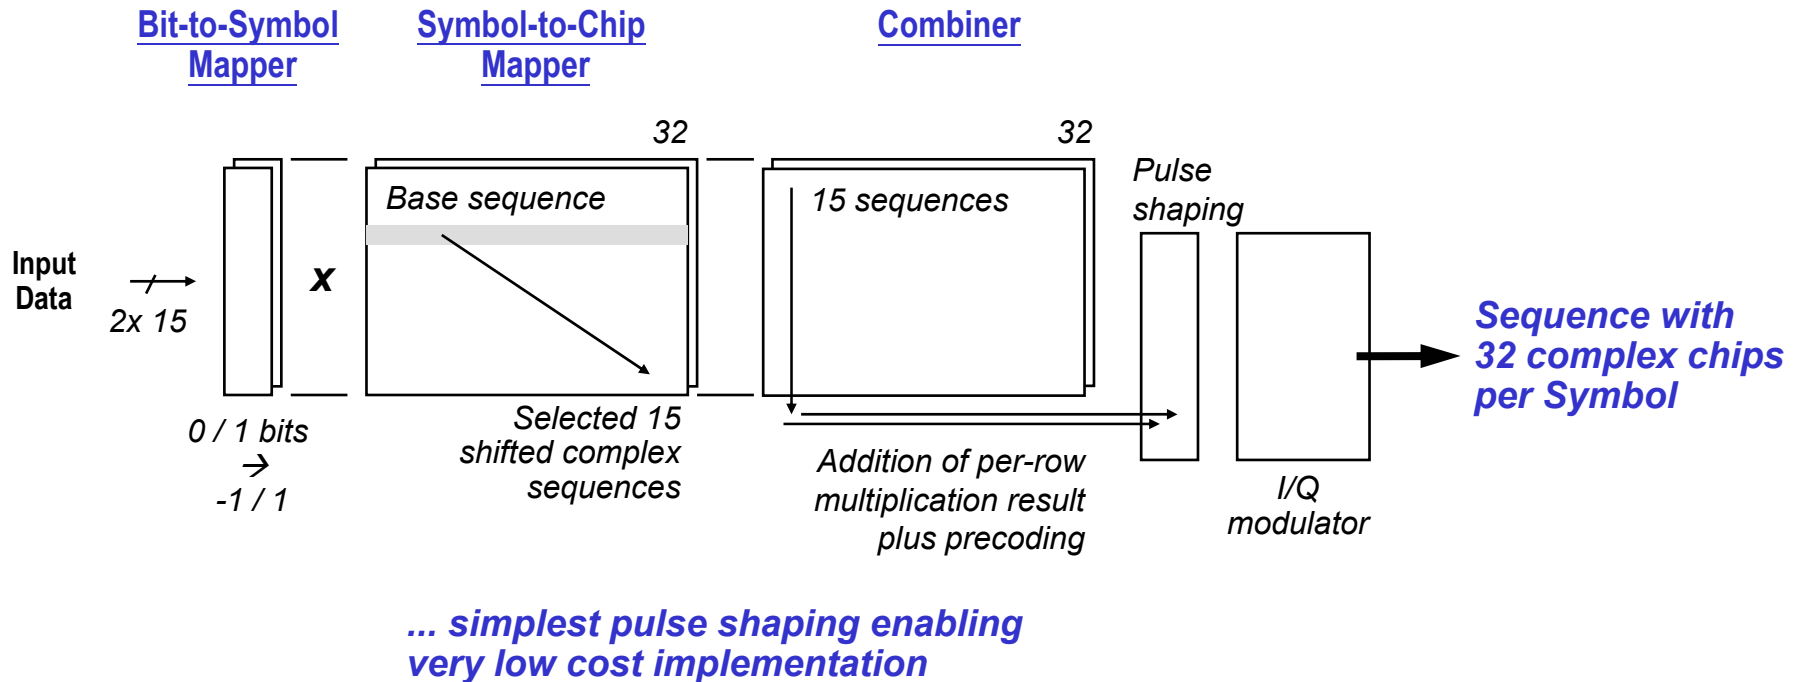 Bit-to-Symbol
Mapper
Symbol-to-Chip
Mapper
Combiner
32
32
Base sequence
15 sequences
Pulse
shaping
Input
Data
2x 15
x
0 / 1 bits
→
-1 / 1
Selected 15
shifted complex
sequences
Addition of per-row
multiplication result
plus precoding
I/Q
modulator
Sequence with
32 complex chips
per Symbol
... simplest pulse shaping enabling
very low cost implementation